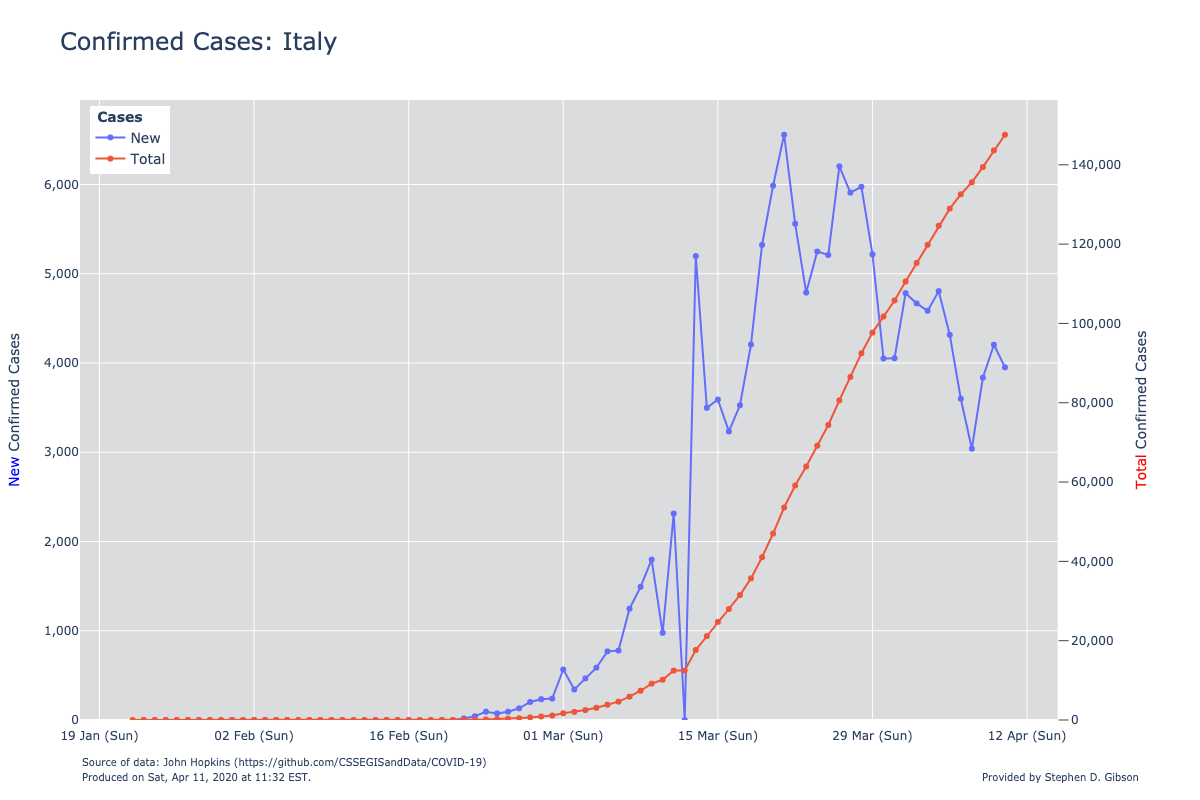 Confirmed Cases: Italy
Cases
New
Total
6,000
5,000
4,000
3,000
2,000
1,000
0
New Confirmed Cases
140,000
120,000
100,000
80,000
60,000
40,000
20,000
0
Total Confirmed Cases
19 Jan (Sun) 02 Feb (Sun) 16 Feb (Sun) 01 Mar (Sun) 15 Mar (Sun) 29 Mar (Sun) 12 Apr (Sun)
Source of data: John Hopkins (https://github.com/CSSEGISandData/COVID-19)
Produced on Sat, Apr 11, 2020 at 11:32 EST.
Provided by Stephen D. Gibson